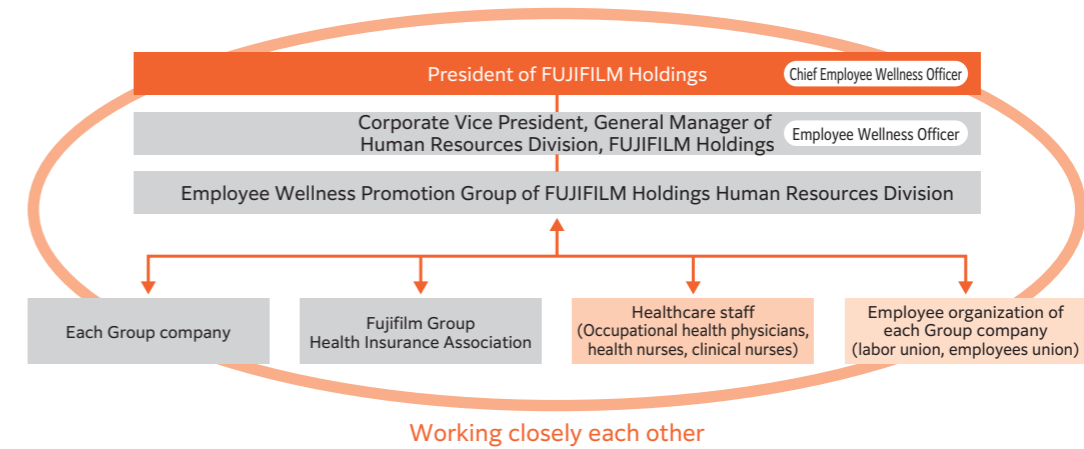 President of FUJIFILM Holdings
Chief Employee Wellness Officer
Corporate Vice President, General Manager of
Human Resources Division, FUJIFILM Holdings
Employee Wellness Officer
Employee Wellness Promotion Group of FUJIFILM Holdings Human Resources Division
Each Group company
Fujifilm Group
Health Insurance Association
Healthcare staff
(Occupational health physicians,
health nurses, clinical nurses)
Employee organization of
each Group company
(labor union, employees union)
Working closely each other